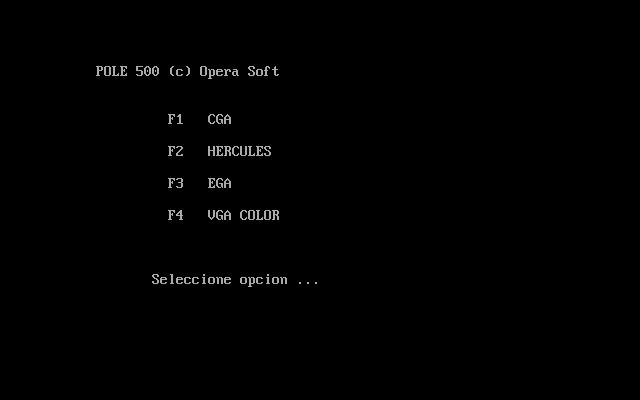 POLE 500 (c) Opera Soft
F1 CGA
F2 HERCULES
F3 EGA
F4 VGA COLOR
Seleccione opcion ...